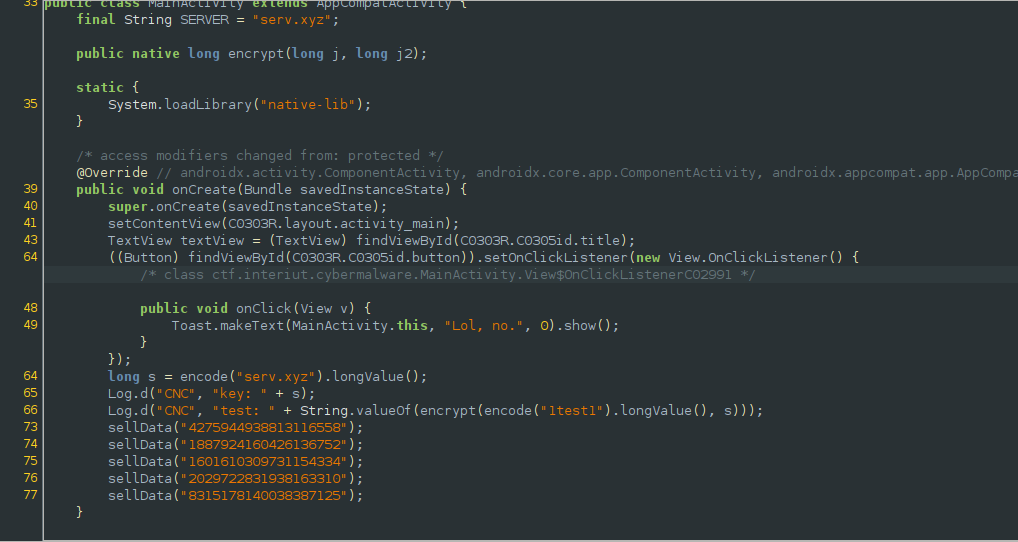 33 public class MainActivity extends AppCompatActivity {
final String SERVER = "serv.xyz";
public native long encrypt(long j, long j2);
static {
35 System.loadLibrary("native-lib");
}
/* access modifiers changed from: protected */
@Override // androidx.activity.ComponentActivity, androidx.core.app.ComponentActivity, androidx.appcompat.app.AppCompa
39 public void onCreate(Bundle savedInstanceState) {
40 super.onCreate(savedInstanceState);
41 setContentView(C0303R.layout.activity_main);
43 TextView textView = (TextView) findViewById(C0303R.C0305id.title);
64 ((Button) findViewById(C0303R.C0305id.button)).setOnClickListener(new View.OnClickListener() {
/* class ctf.interiut.cybermalware.MainActivity.View$OnClickListenerC02991 */
48 public void onClick(View v) {
49 Toast.makeText(MainActivity.this, "Lol, no.", 0).show();
}
});
64 long s = encode("serv.xyz").longValue();
65 Log.d("CNC", "key: " + s);
66 Log.d("CNC", "test: " + String.valueOf(encrypt(encode("1test1").longValue(), s)));
73 sellData("4275944938813116558");
74 sellData("1887924160426136752");
75 sellData("1601610309731154334");
76 sellData("2029722831938163310");
77 sellData("8315178140038387125");
}